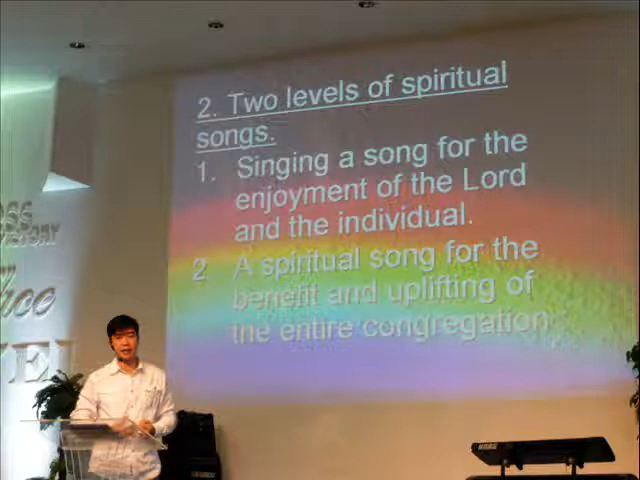 2. Two levels of spiritual
songs.
1. Singing a song for the
enjoyment of the Lord
and the individual.
2 A spiritual song for the
benefit and uplifting of
the entire congregation
KORG